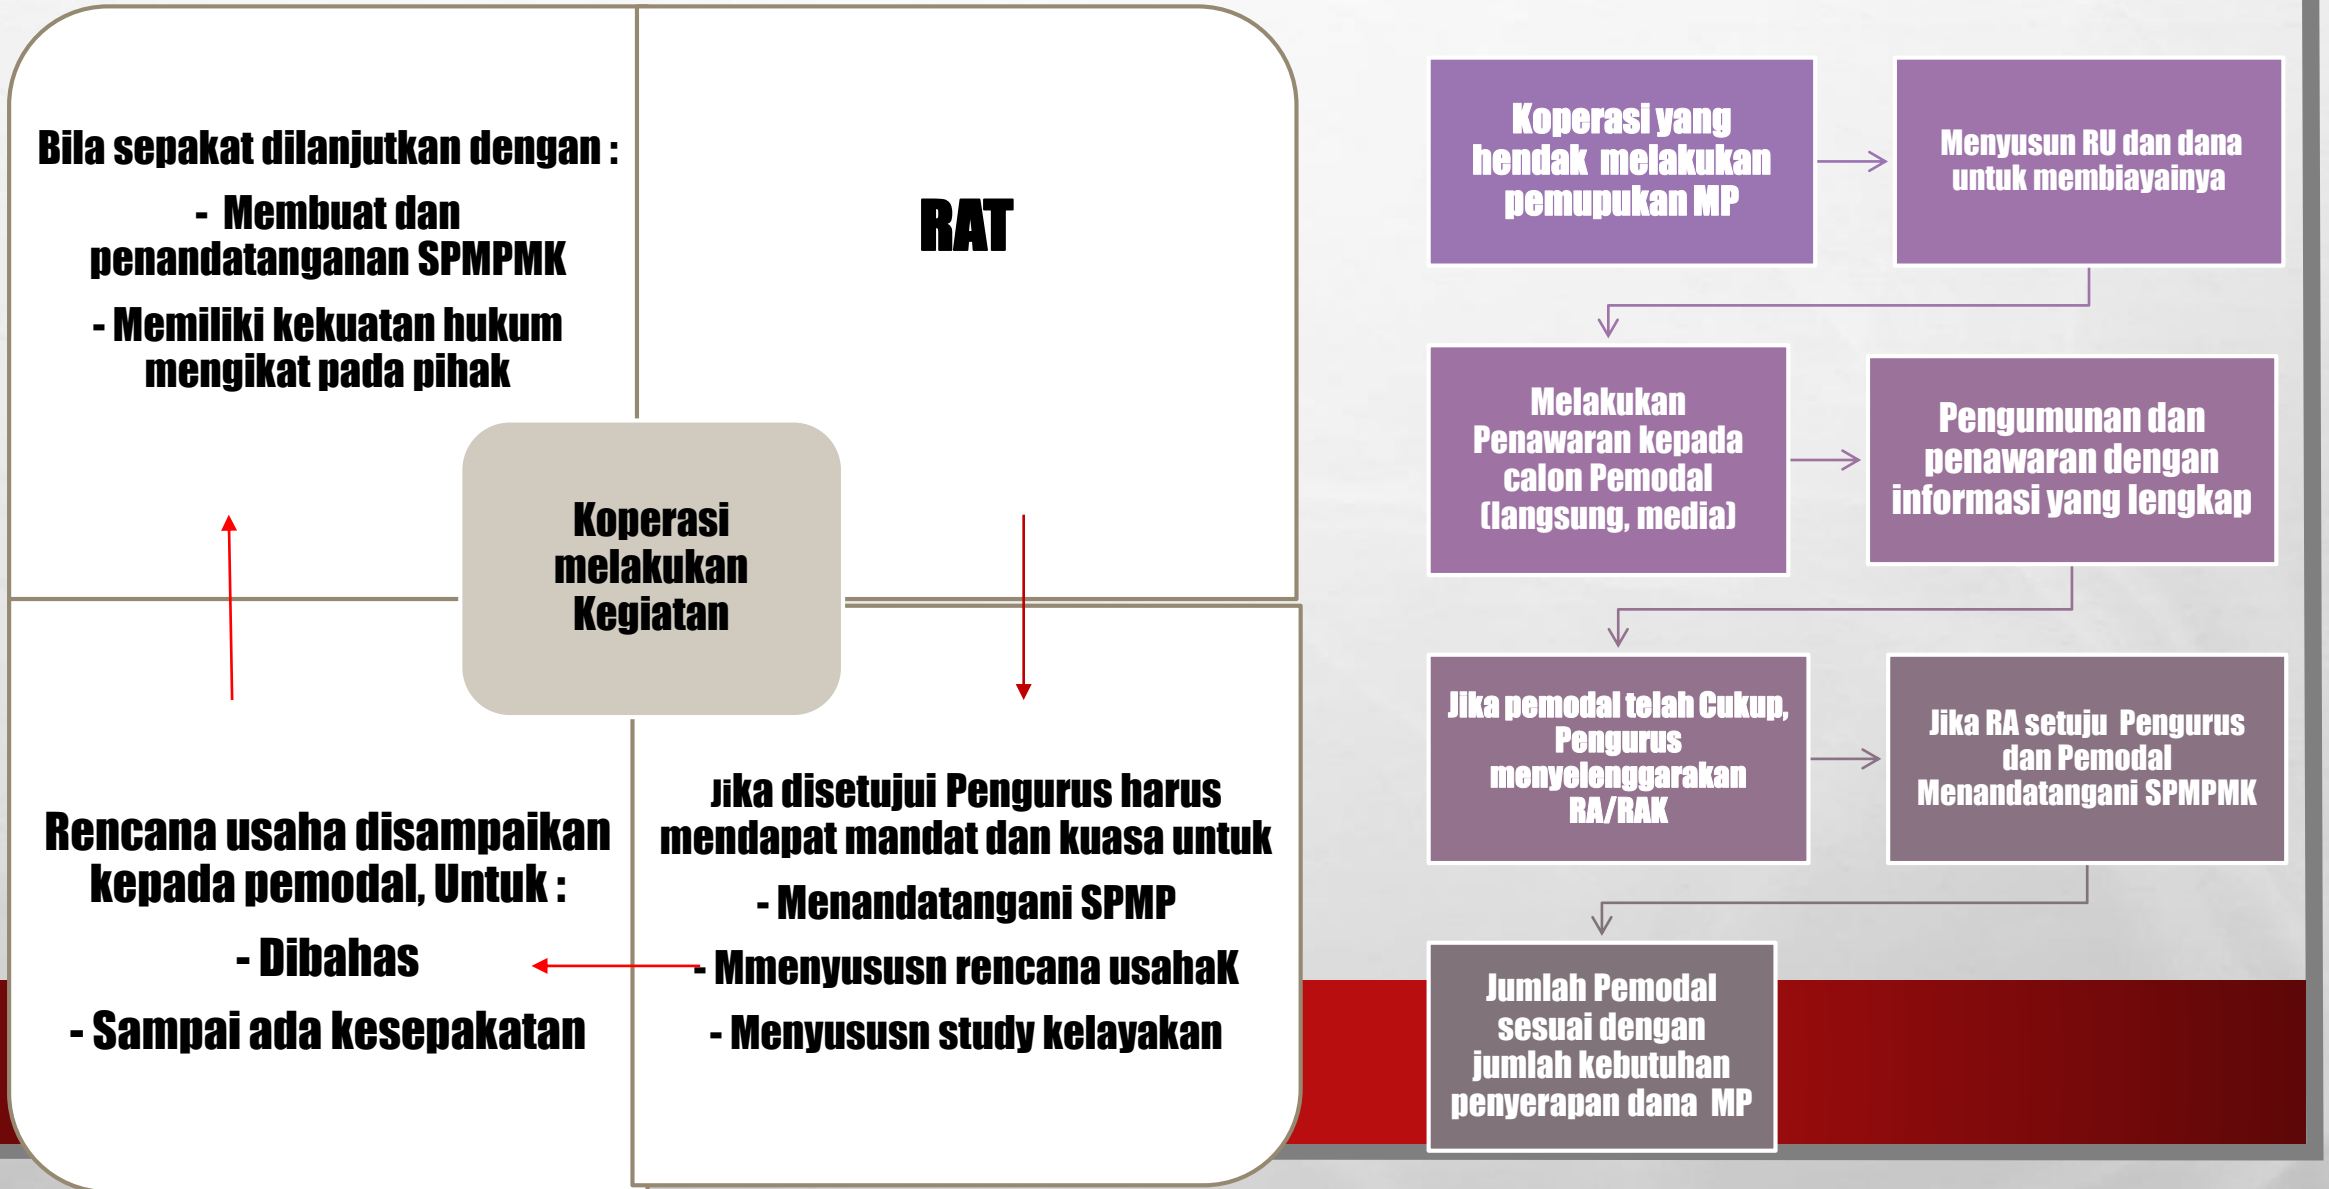 Bila sepakat dilanjutkan dengan :
- Membuat dan
penandatanganan SPMPMK
- Memiliki kekuatan hukum
mengikat pada pihak
RAT
Koperasi
melakukan
Kegiatan
Rencana usaha disampaikan
kepada pemodal, Untuk :
- Dibahas
- Sampai ada kesepakatan
Jika disetujui Pengurus harus
mendapat mandat dan kuasa untuk
- Menandatangani SPMP
- Mmenyususn rencana usahaK
- Menyususn study kelayakan
Koperasi yang
hendak melakukan
pemupukan MP
Menyusun RU dan dana
untuk membiayainya
Melakukan
Penawaran kepada
calon Pemodal
(langsung, media)
Pengumunan dan
penawaran dengan
informasi yang lengkap
Jika pemodal telah Cukup,
Pengurus
menyelenggarakan
RA/RAK
Jika RA setuju Pengurus
dan Pemodal
Menandatangani SPMPMK
Jumlah Pemodal
sesuai dengan
jumlah kebutuhan
penyerapan dana MP